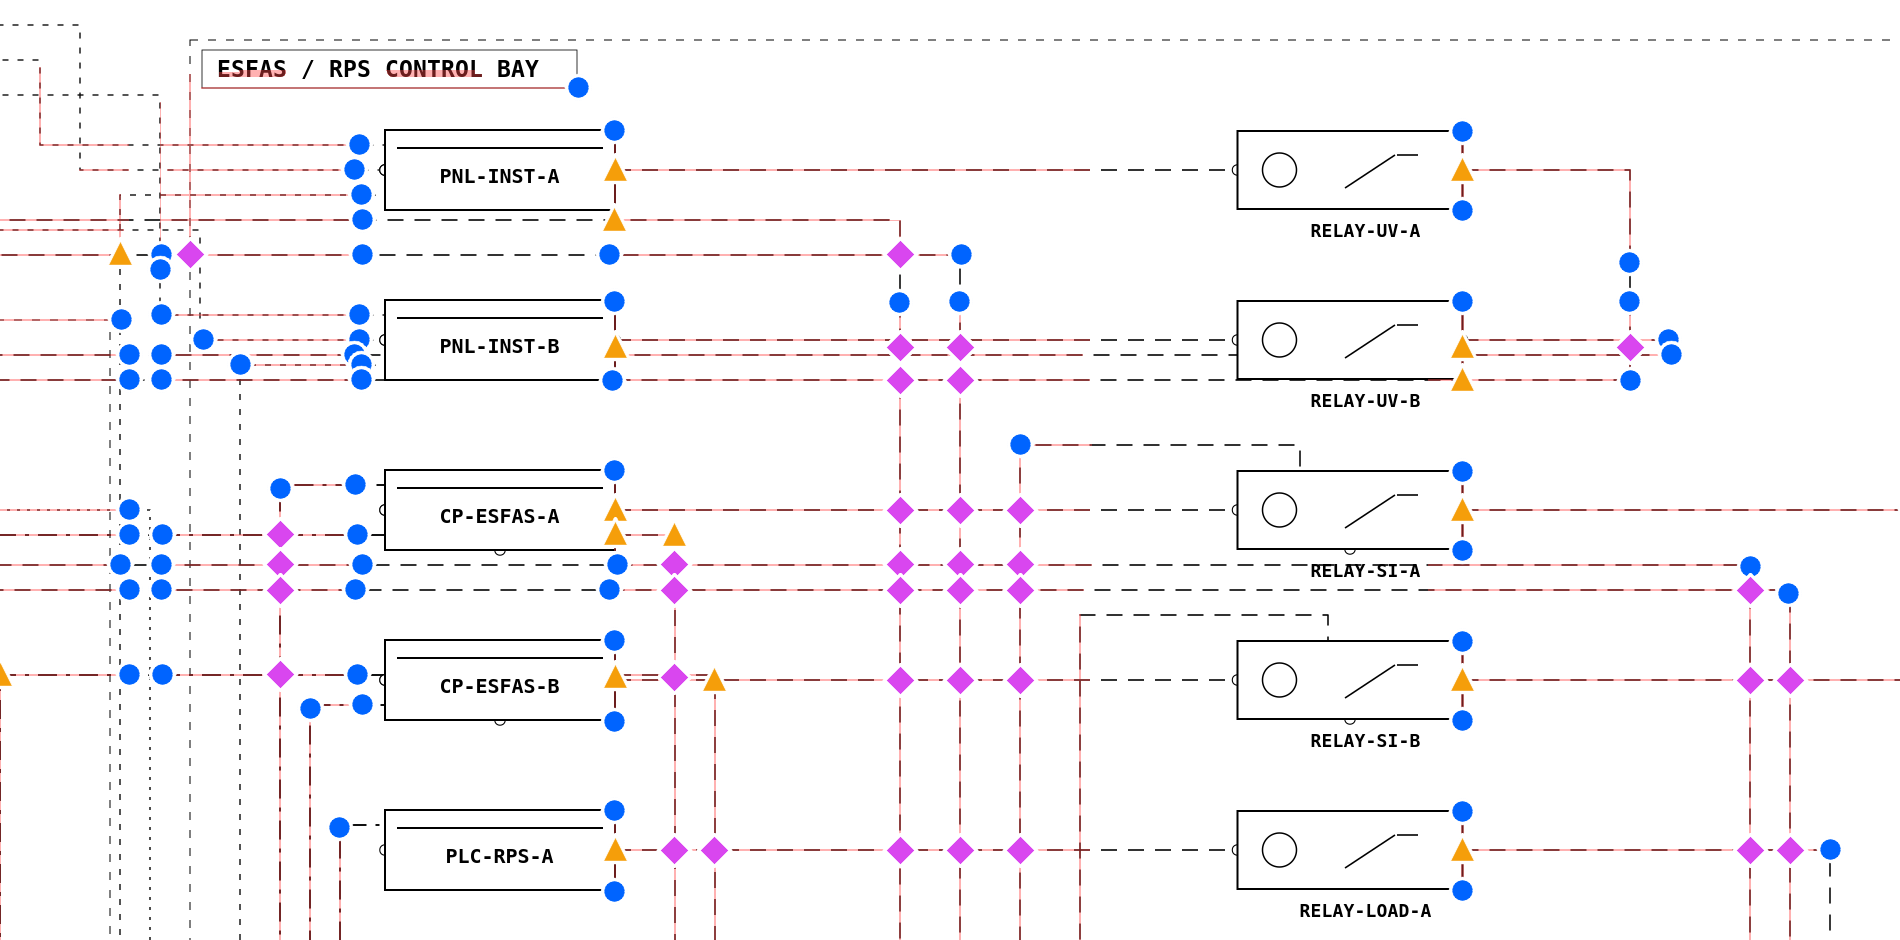 ESFAS / RPS CONTROL BAY
PNL-INST-A
RELAY-UV-A
PNL-INST-B
RELAY-UV-B
CP-ESFAS-A
RELAY-SI-A
CP-ESFAS-B
RELAY-SI-B
PLC-RPS-A
RELAY-LOAD-A